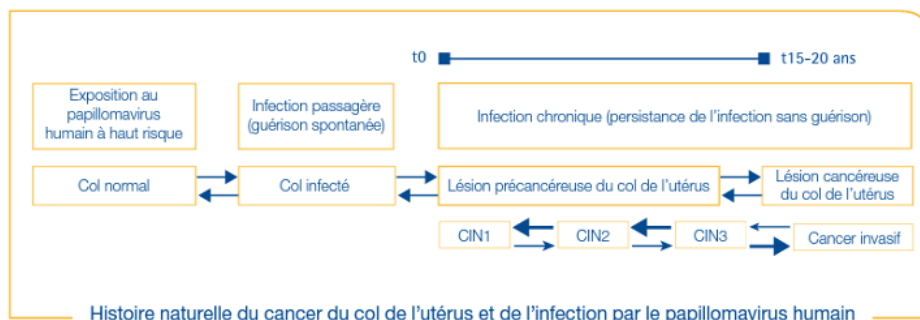 t0
t15-20 ans
Exposition au
papillomavirus
humain à haut risque
Infection passagère
(guérison spontanée)
Infection chronique (persistance de l'infection sans guérison)
Col normal
Col infecté
Lésion précancéreuse du col de l'utérus
Lésion cancéreuse
du col de l'utérus
CIN1
CIN2
CIN3
Cancer invasif
Histoire naturelle du cancer du col de l'utérus et de l'infection par le papillomavirus humain